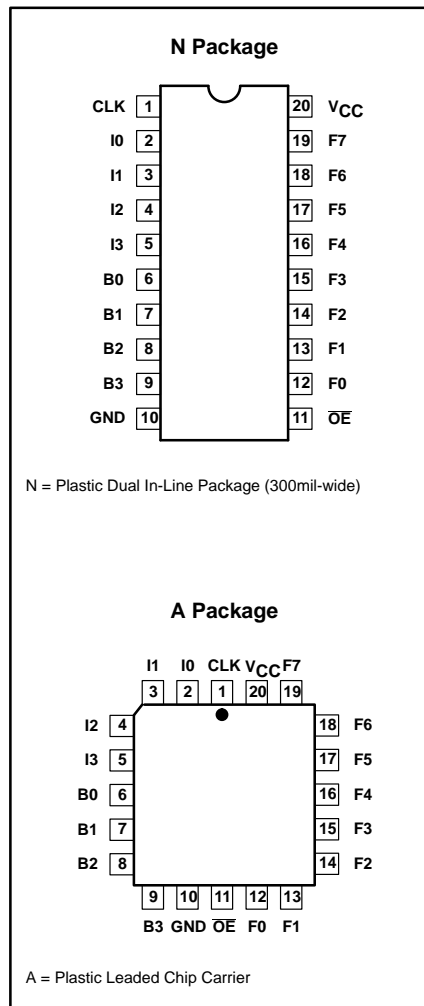 N Package
CLK 1 20 VCC
I0 2 19 F7
I1 3 18 F6
I2 4 17 F5
I3 5 16 F4
B0 6 15 F3
B1 7 14 F2
B2 8 13 F1
B3 9 12 F0
GND 10 11 O̅E̅
N = Plastic Dual In-Line Package (300mil-wide)
A Package
I1 I0 CLK VCC F7
3 2 1 20 19
I2 4 18 F6
I3 5 17 F5
B0 6 16 F4
B1 7 15 F3
B2 8 14 F2
9 10 11 12 13
B3 GND O̅E̅ F0 F1
A = Plastic Leaded Chip Carrier